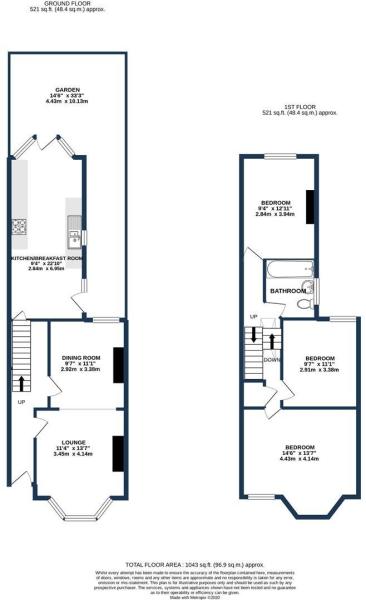 GROUND FLOOR
521 sq.ft. (48.4 sq.m.) approx.
GARDEN
14'6" x 33'3"
4.43m x 10.13m
KITCHEN/BREAKFAST ROOM
9'4" x 22'10"
2.84m x 6.95m
DINING ROOM
9'7" x 11'1"
2.92m x 3.38m
UP
LOUNGE
11'4" x 13'7"
3.45m x 4.14m
1ST FLOOR
521 sq.ft. (48.4 sq.m.) approx.
BEDROOM
9'4" x 12'11"
2.84m x 3.94m
BATHROOM
UP
DOWN
BEDROOM
9'7" x 11'1"
2.91m x 3.38m
BEDROOM
14'6" x 13'7"
4.43m x 4.14m
TOTAL FLOOR AREA : 1043 sq.ft. (96.9 sq.m.) approx.
Whilst every attempt has been made to ensure the accuracy of the floorplan contained here, measurements
of doors, windows, rooms and any other items are approximate and no responsibility is taken for any error,
omission or mis-statement. This plan is for illustrative purposes only and should be used as such by any
prospective purchaser. The services, systems and appliances shown have not been tested and no guarantee
as to their operability or efficiency can be given.
Made with Metropix ©2020